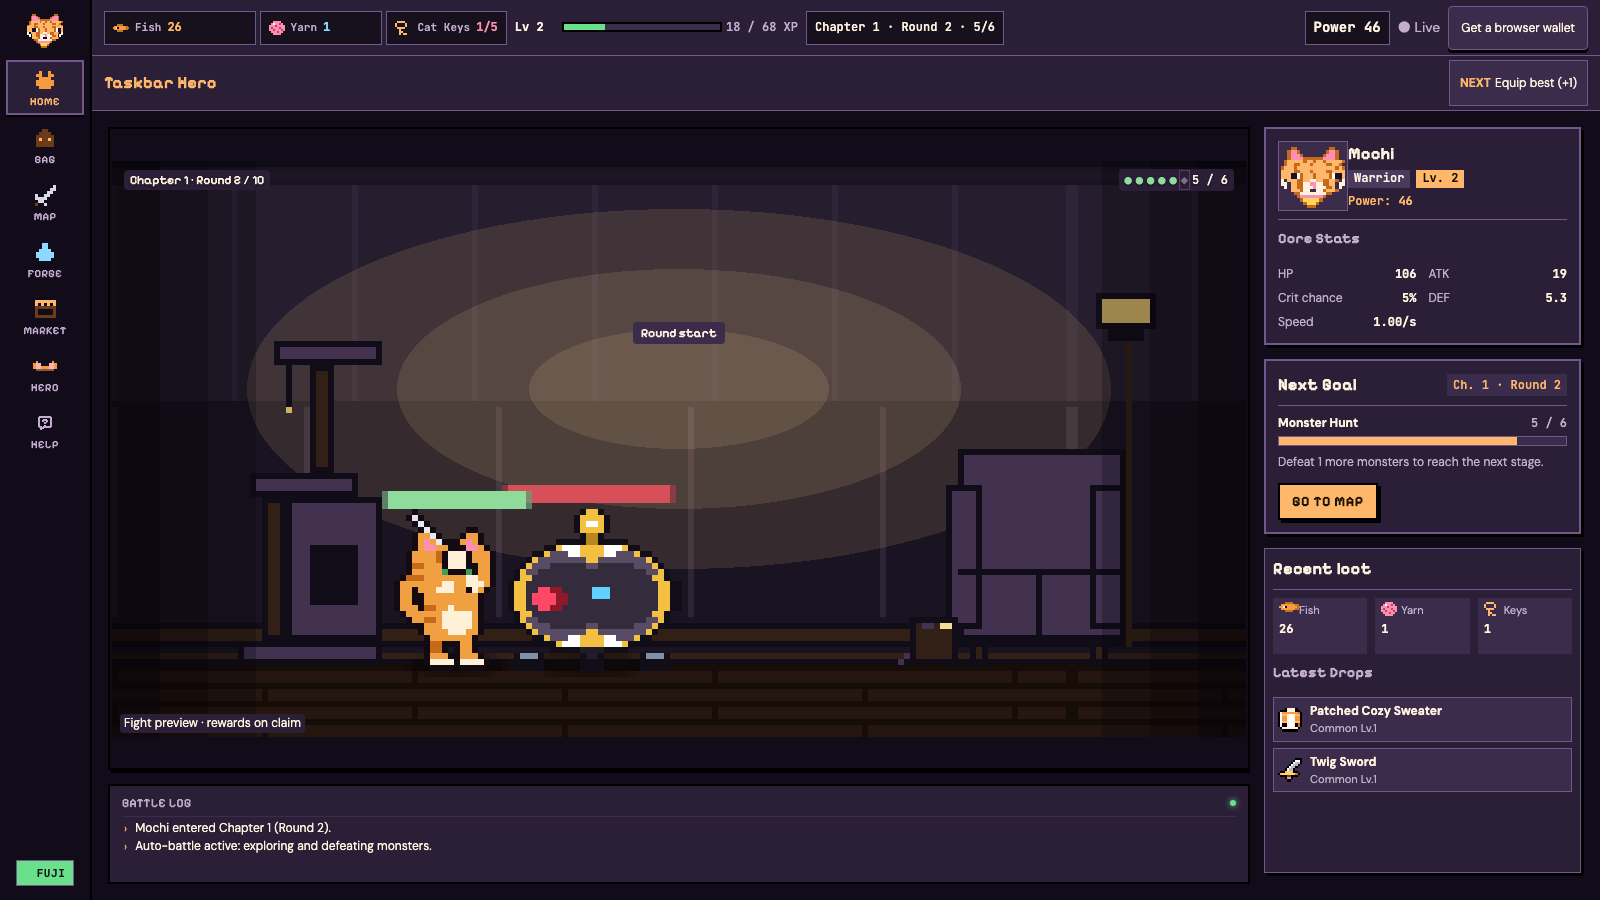 Fish 26
Yarn 1
Cat Keys 1/5
Lv 2
18 / 68 XP
Chapter 1 · Round 2 · 5/6
Power 46
Live
Get a browser wallet
HOME
BAG
MAP
FORGE
MARKET
HERO
HELP
FUJI
Taskbar Hero
NEXT Equip best (+1)
Chapter 1 · Round 2 / 10
5 / 6
Round start
Fight preview · rewards on claim
BATTLE LOG
› Mochi entered Chapter 1 (Round 2).
› Auto-battle active: exploring and defeating monsters.
Mochi
Warrior Lv. 2
Power: 46
Core Stats
HP 106 ATK 19
Crit chance 5% DEF 5.3
Speed 1.00/s
Next Goal Ch. 1 · Round 2
Monster Hunt 5 / 6
Defeat 1 more monsters to reach the next stage.
GO TO MAP
Recent loot
Fish
26
Yarn
1
Keys
1
Latest Drops
Patched Cozy Sweater
Common Lv.1
Twig Sword
Common Lv.1